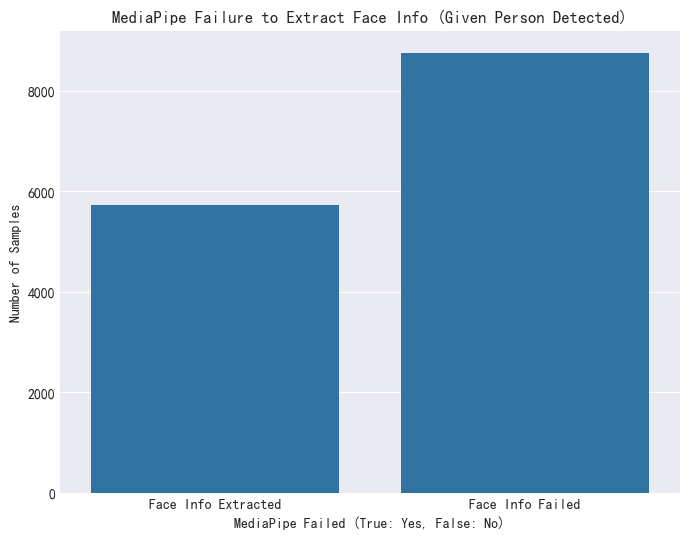 MediaPipe Failure to Extract Face Info (Given Person Detected)
Number of Samples
8000
6000
4000
2000
0
Face Info Extracted
Face Info Failed
MediaPipe Failed (True: Yes, False: No)